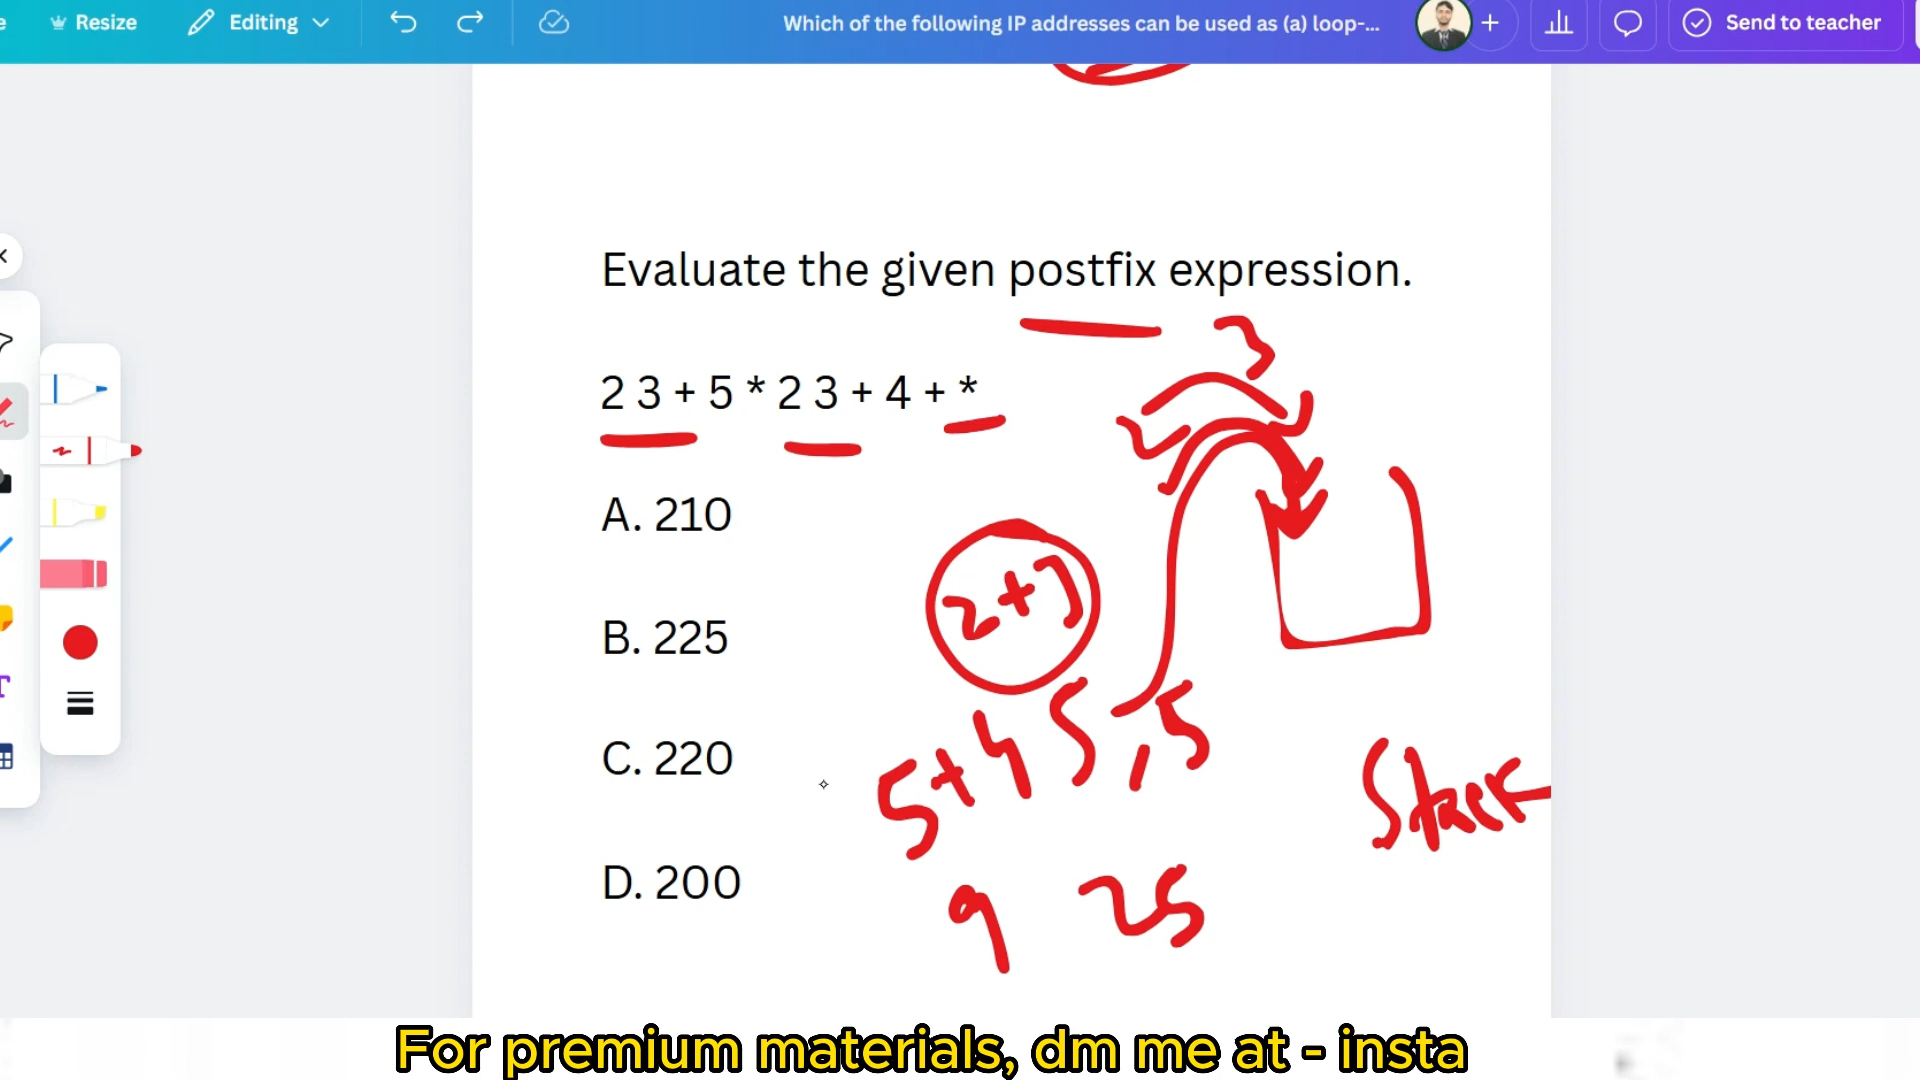 Resize
Editing
Which of the following IP addresses can be used as (a) loop-...
Send to teacher
Evaluate the given postfix expression.
2 3 + 5 * 2 3 + 4 + *
A. 210
B. 225
C. 220
D. 200
3
2
2+3
5+4 5,5
9 25
Stack
For premium materials, dm me at - insta